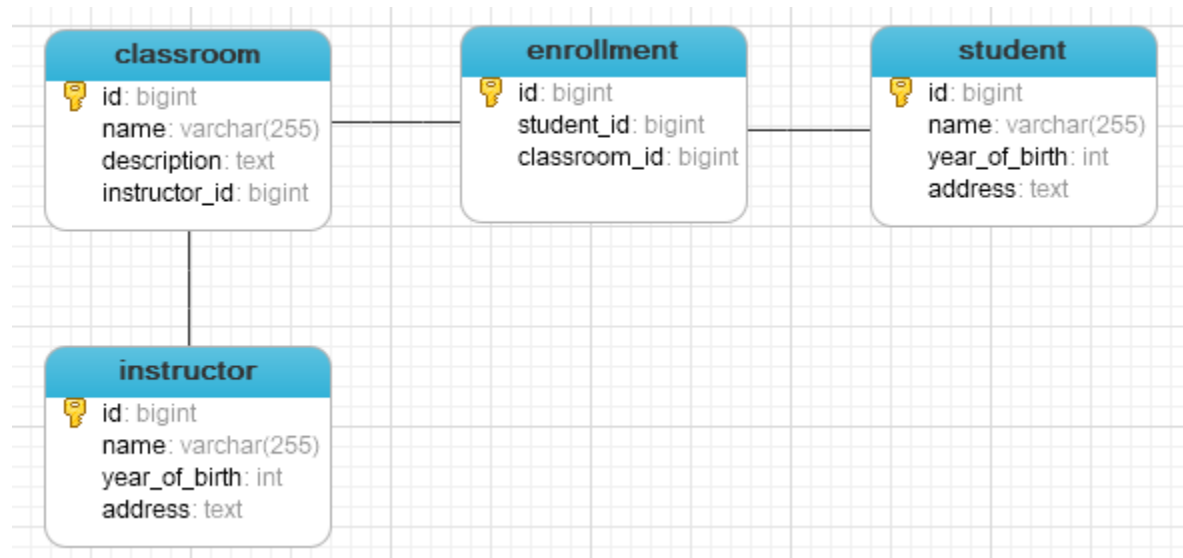 classroom
id: bigint
name: varchar(255)
description: text
instructor_id: bigint
enrollment
id: bigint
student_id: bigint
classroom_id: bigint
student
id: bigint
name: varchar(255)
year_of_birth: int
address: text
instructor
id: bigint
name: varchar(255)
year_of_birth: int
address: text